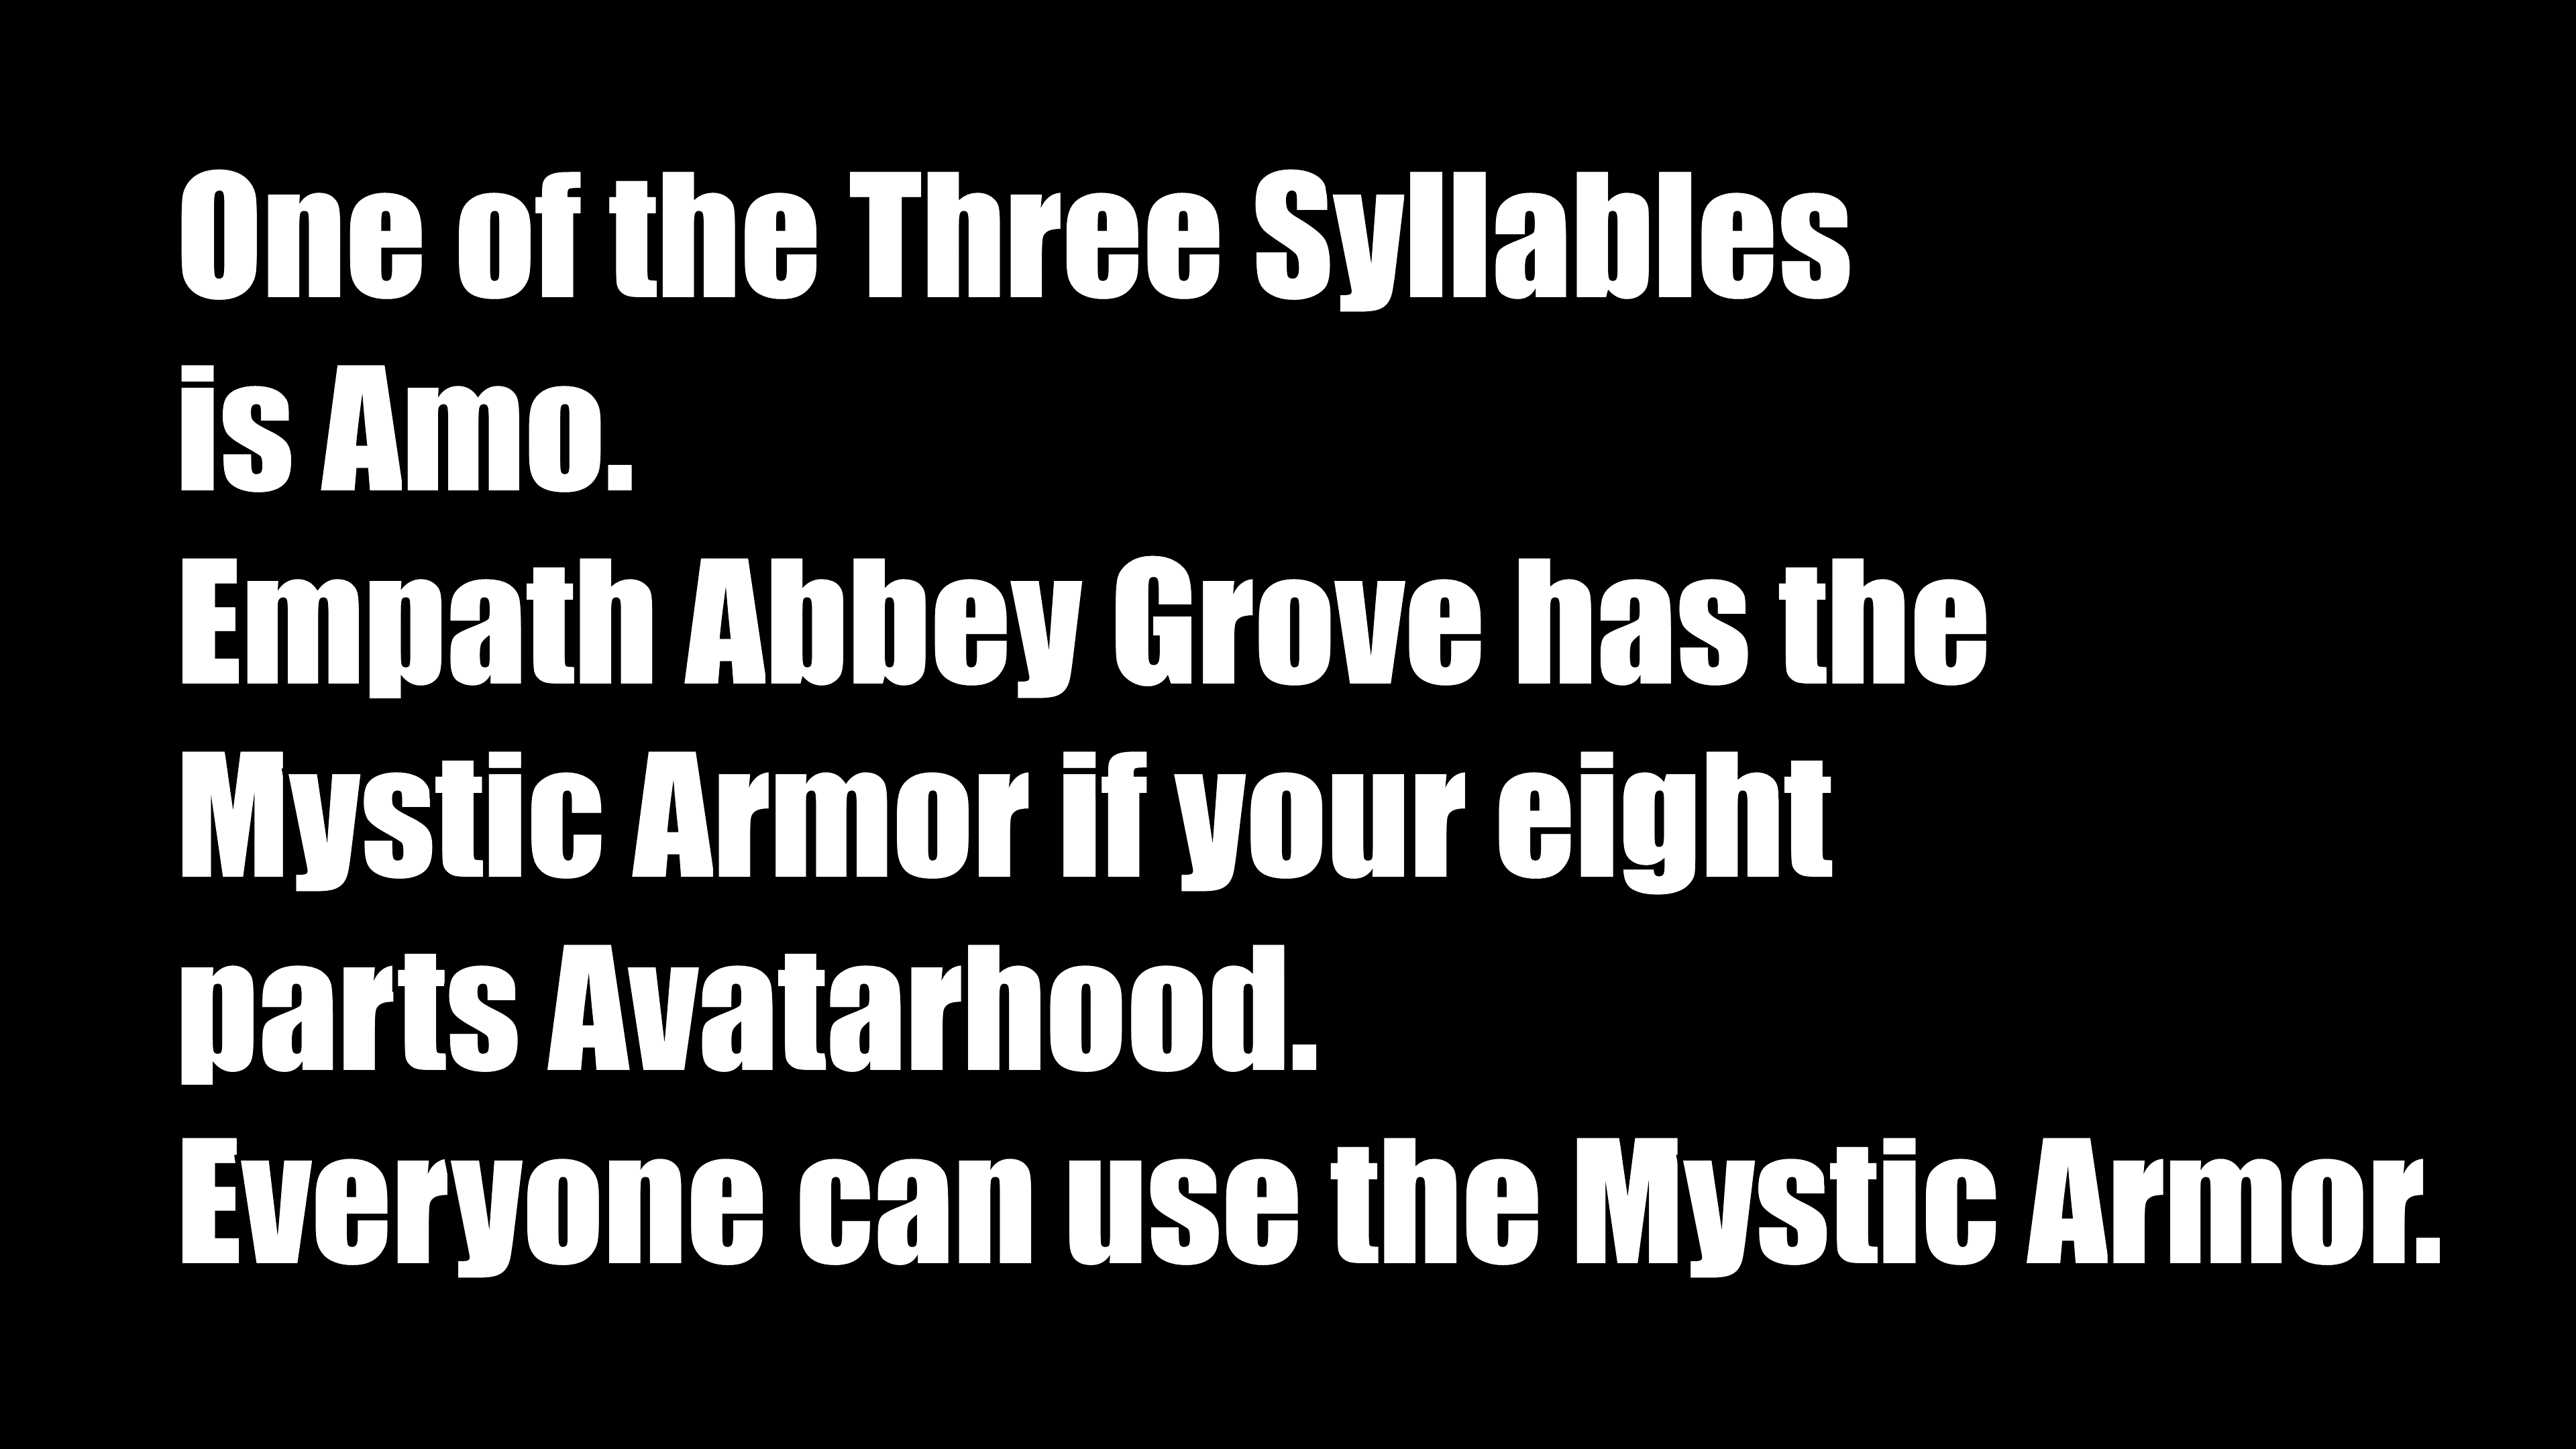 One of the Three Syllables
is Amo.
Empath Abbey Grove has the
Mystic Armor if your eight
parts Avatarhood.
Everyone can use the Mystic Armor.